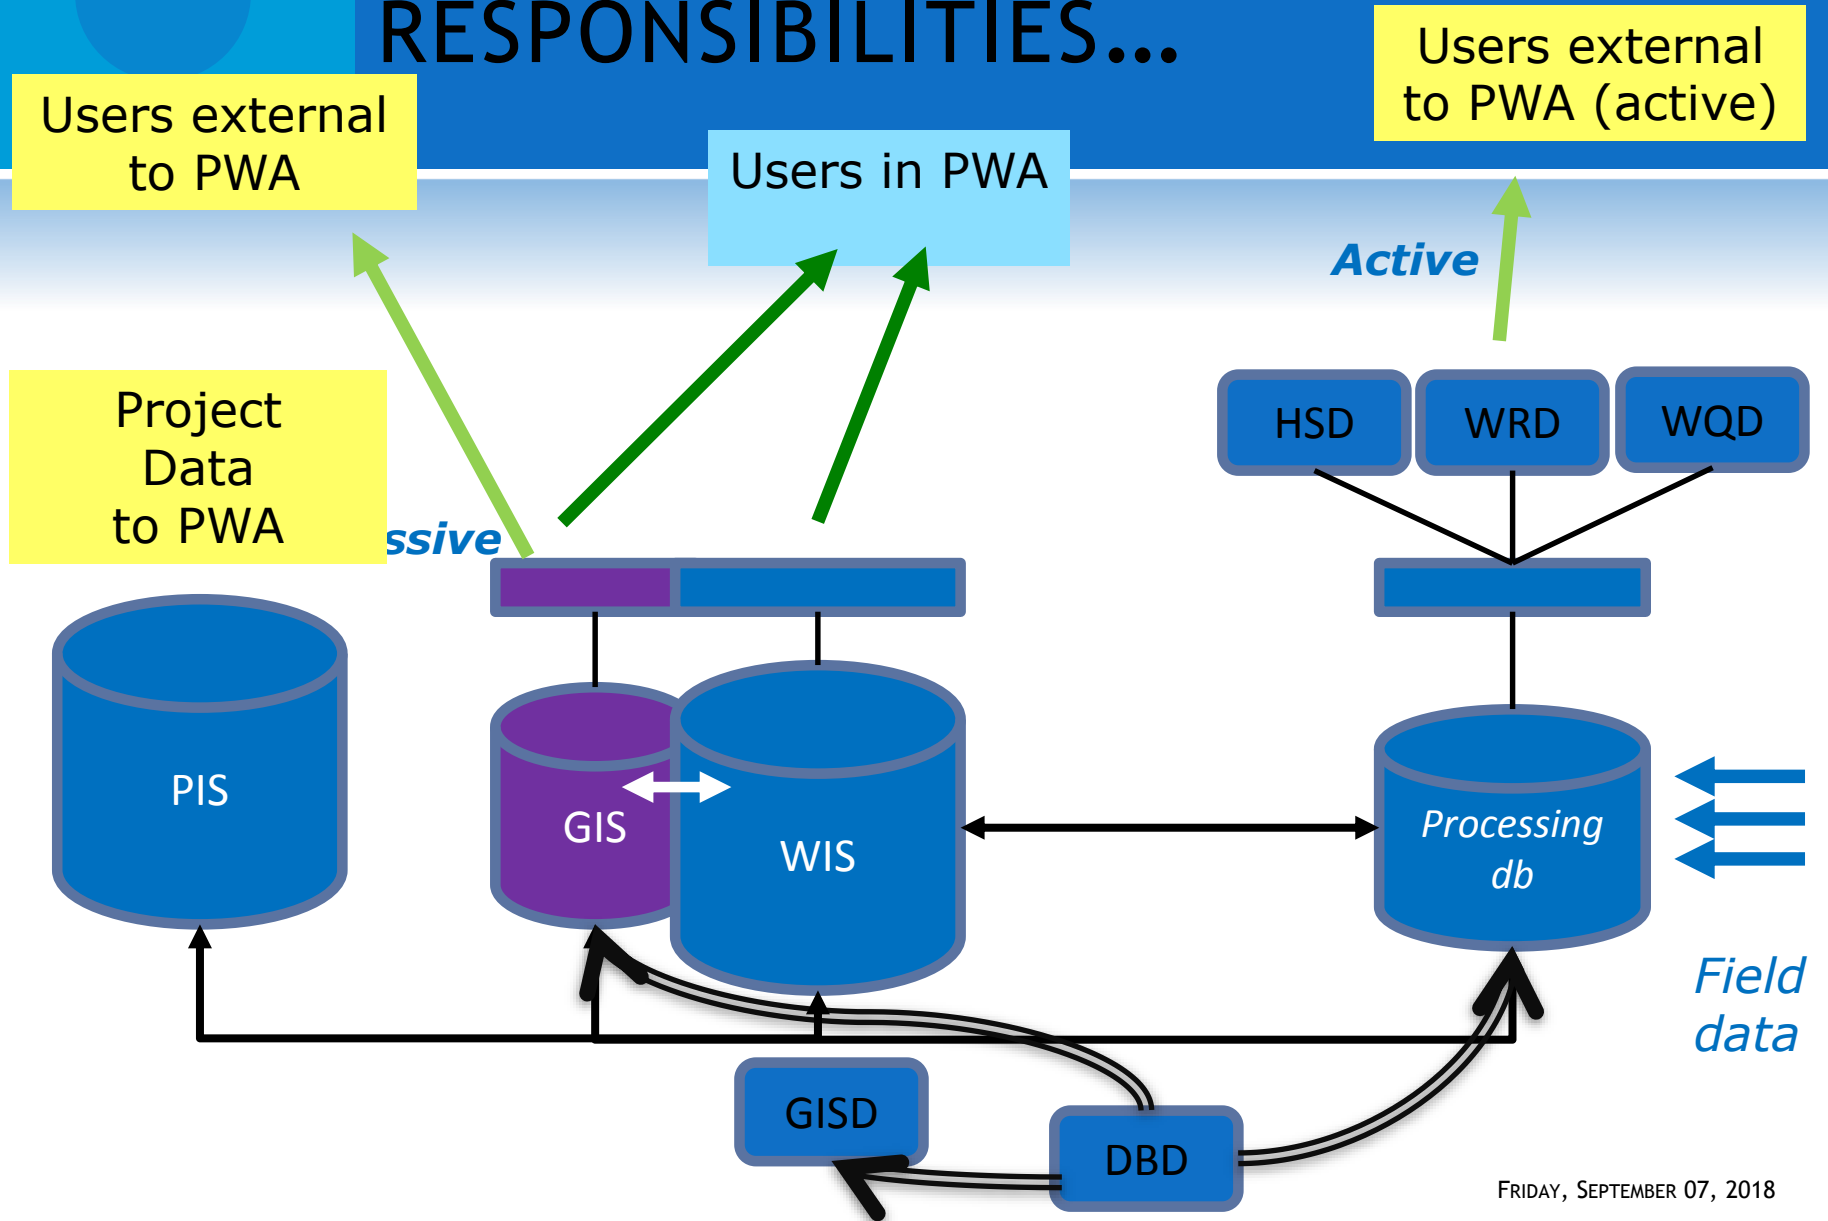 RESPONSIBILITIES...
Users external
to PWA
Users in PWA
Users external
to PWA (active)
Active
Project
Data
to PWA
ssive
HSD
WRD
WQD
PIS
GIS
WIS
Processing
db
Field
data
GISD
DBD
FRIDAY, SEPTEMBER 07, 2018